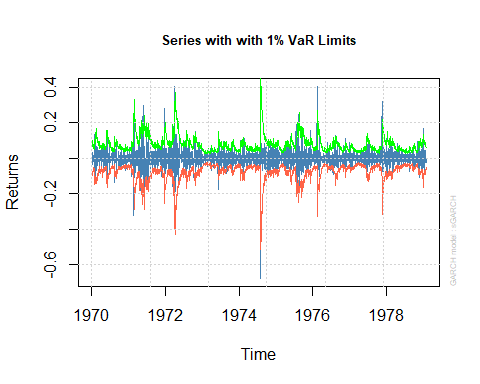 Series with with 1% VaR Limits
0.4
0.2
-0.2
-0.6
Returns
1970 1972 1974 1976 1978
Time
GARCH model : sGARCH